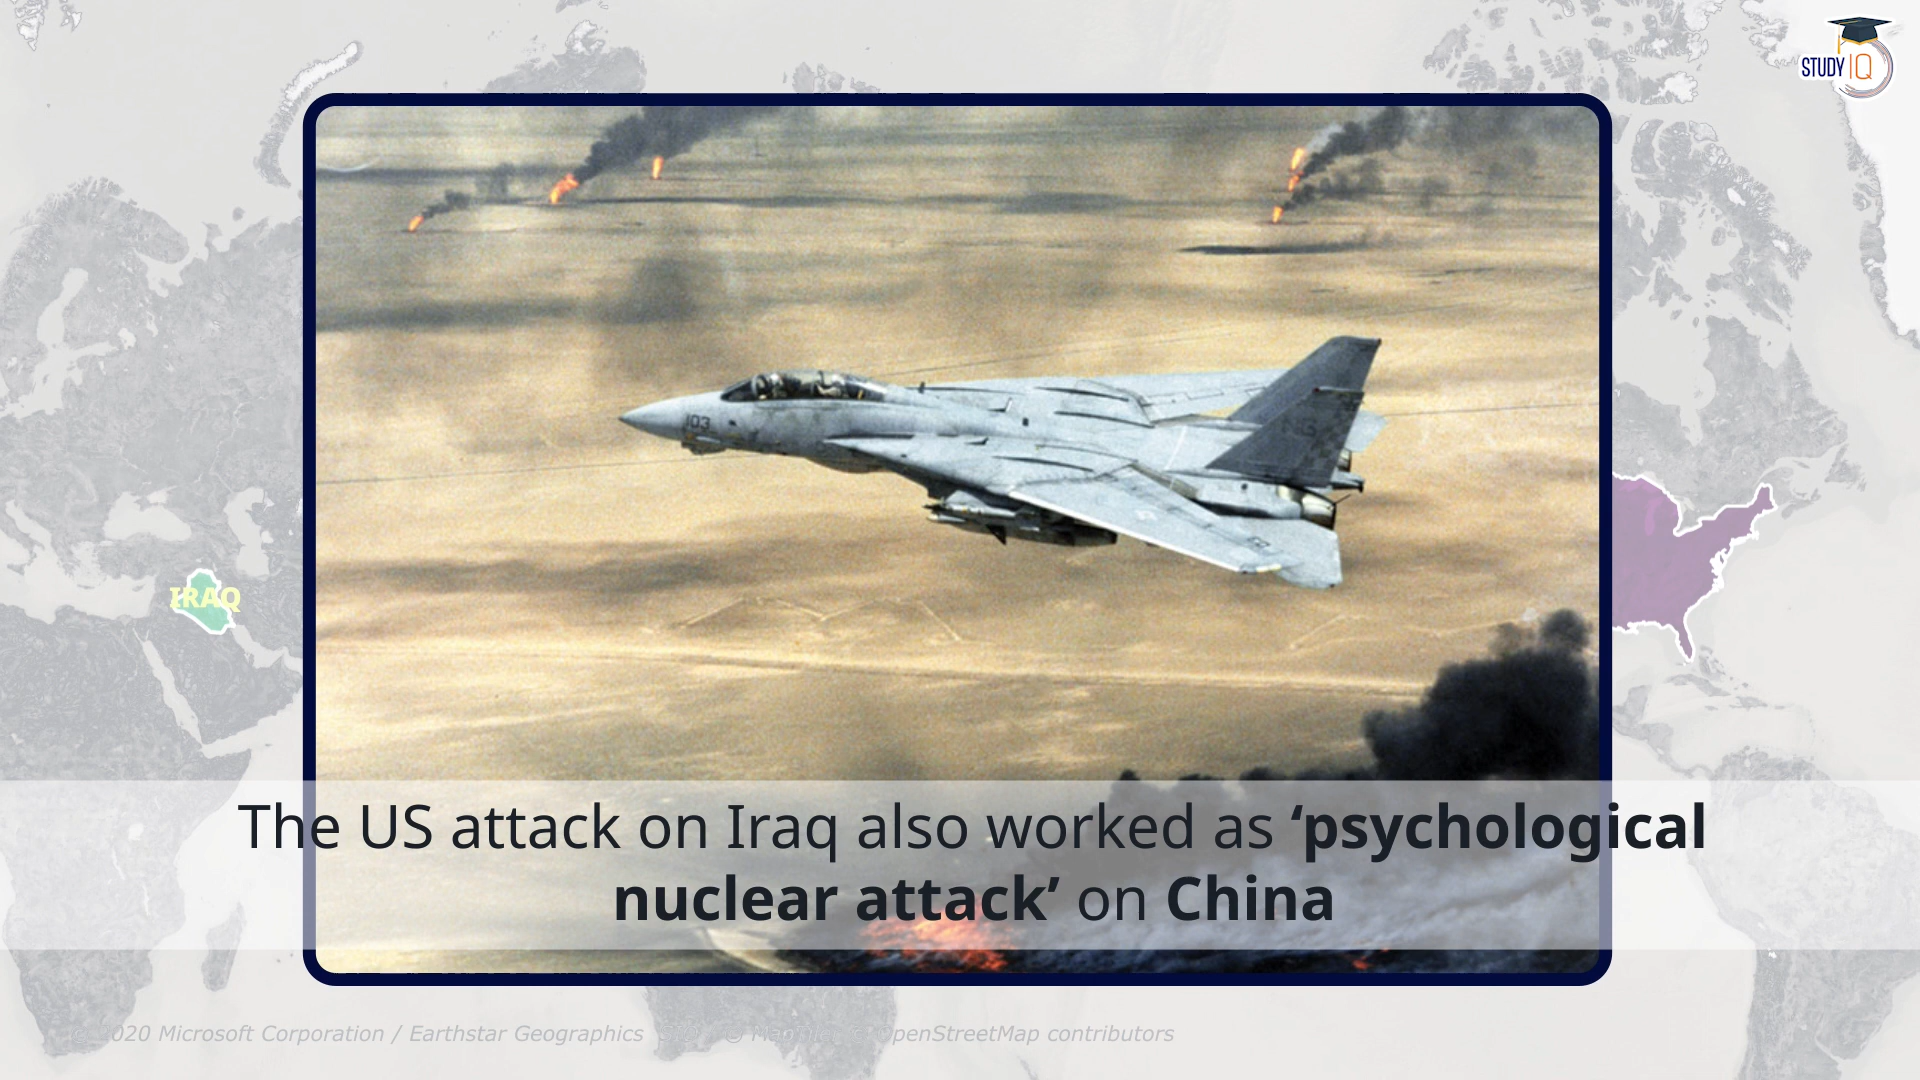 STUDY IQ
103
NG
IRAQ
The US attack on Iraq also worked as ‘psychological
nuclear attack’ on China
2020 Microsoft Corporation / Earthstar Geographics
OpenStreetMap contributors